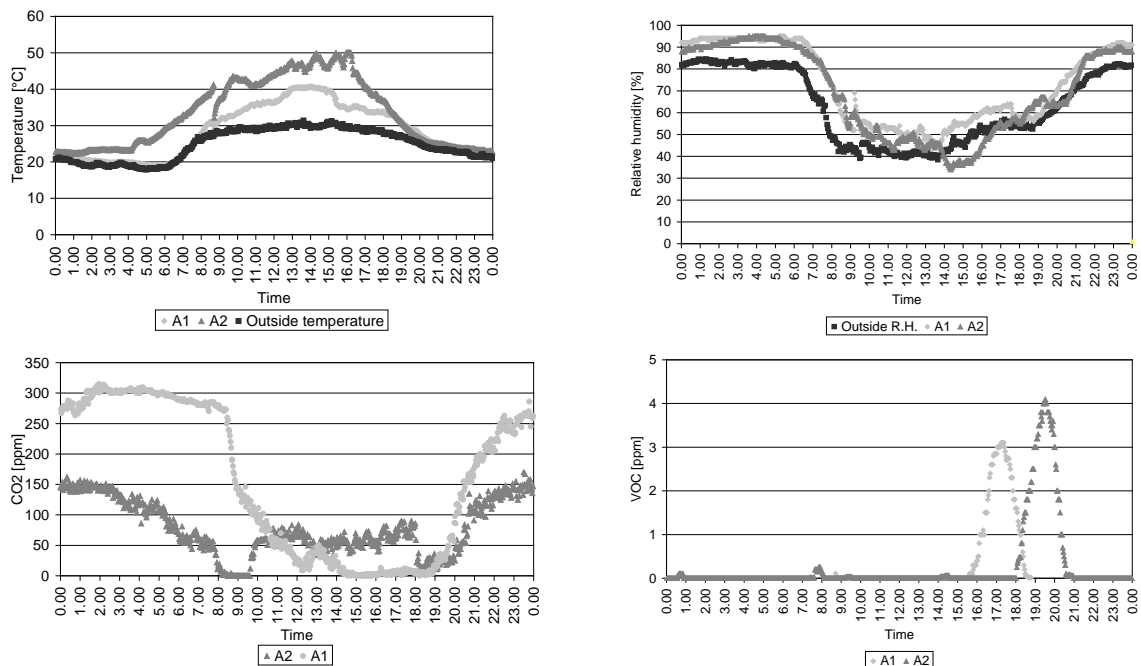 60
50
40
30
20
10
0
Temperature [°C]
0.00 1.00 2.00 3.00 4.00 5.00 6.00 7.00 8.00 9.00 10.00 11.00 12.00 13.00 14.00 15.00 16.00 17.00 18.00 19.00 20.00 21.00 22.00 23.00 0.00
Time
A1 A2 Outside temperature
100
90
80
70
60
50
40
30
20
10
0
Relative humidity [%]
0.00 1.00 2.00 3.00 4.00 5.00 6.00 7.00 8.00 9.00 10.00 11.00 12.00 13.00 14.00 15.00 16.00 17.00 18.00 19.00 20.00 21.00 22.00 23.00 0.00
Time
Outside R.H. A1 A2
350
300
250
200
150
100
50
0
CO2 [ppm]
0.00 1.00 2.00 3.00 4.00 5.00 6.00 7.00 8.00 9.00 10.00 11.00 12.00 13.00 14.00 15.00 16.00 17.00 18.00 19.00 20.00 21.00 22.00 23.00 0.00
Time
A2 A1
5
4
3
2
1
0
VOC [ppm]
0.00 1.00 2.00 3.00 4.00 5.00 6.00 7.00 8.00 9.00 10.00 11.00 12.00 13.00 14.00 15.00 16.00 17.00 18.00 19.00 20.00 21.00 22.00 23.00 0.00
Time
A1 A2